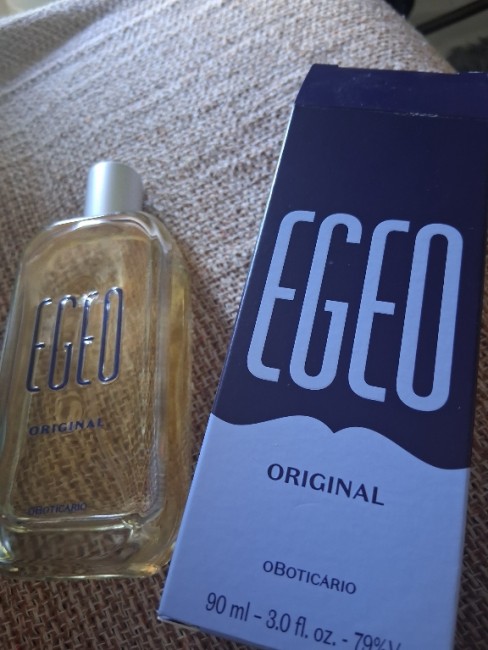 EGEO
ORIGINAL
oBOTICÁRIO
EGEO
ORIGINAL
oBOTICÁRIO
90 ml - 3.0 fl. oz. - 79%V